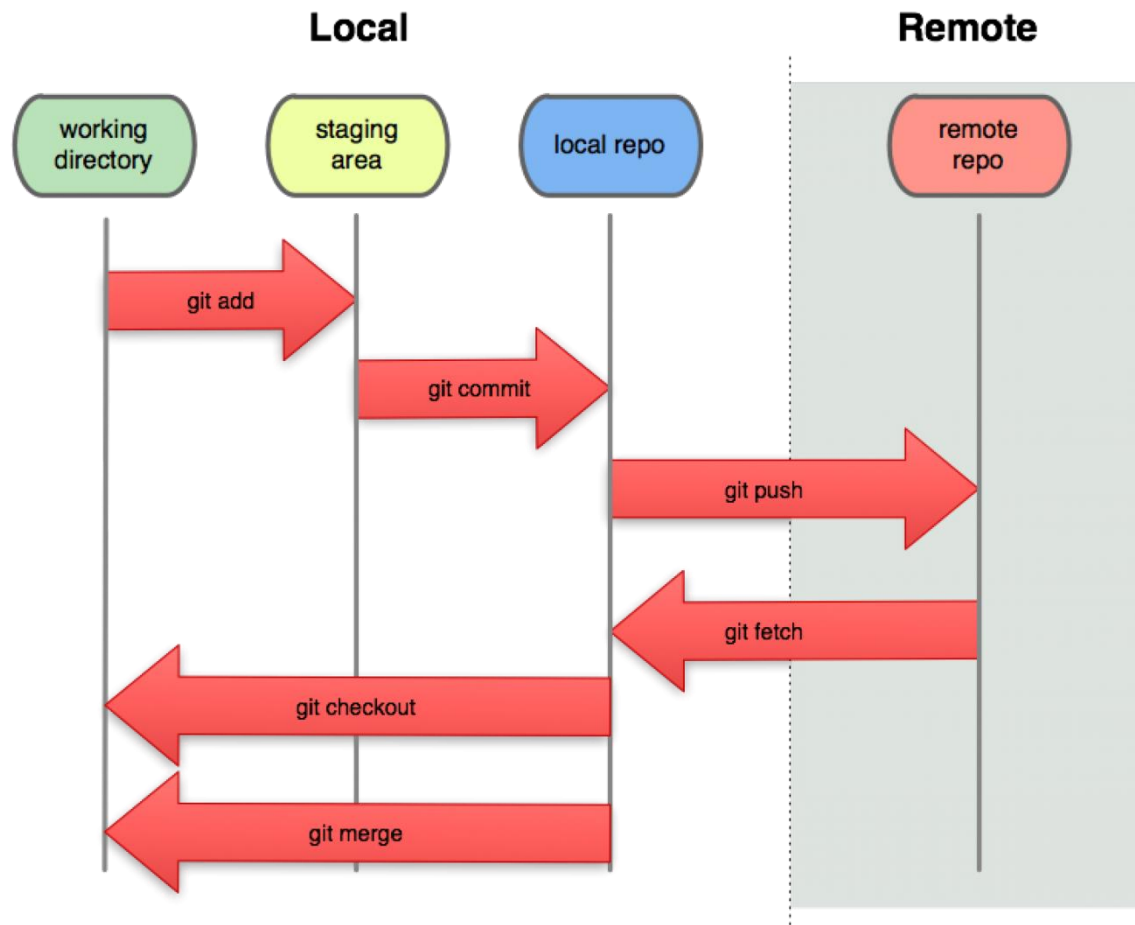 Local
Remote
working
directory
staging
area
local repo
remote
repo
git add
git commit
git push
git fetch
git checkout
git merge